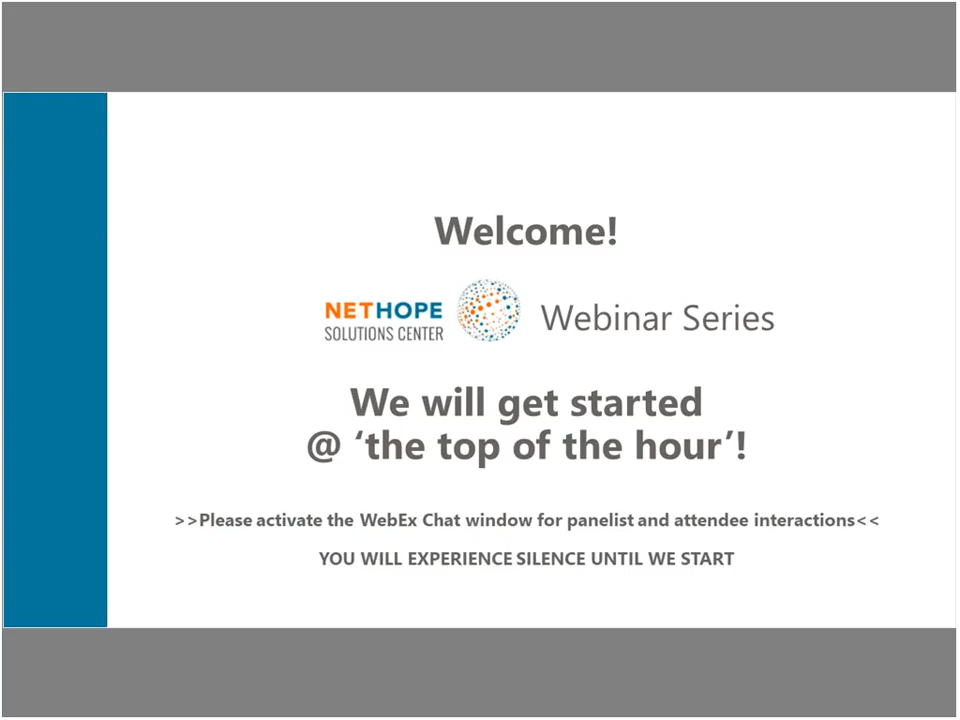 Welcome!
NETHOPE
SOLUTIONS CENTER
Webinar Series
We will get started
@ ‘the top of the hour’!
>>Please activate the WebEx Chat window for panelist and attendee interactions<<
YOU WILL EXPERIENCE SILENCE UNTIL WE START